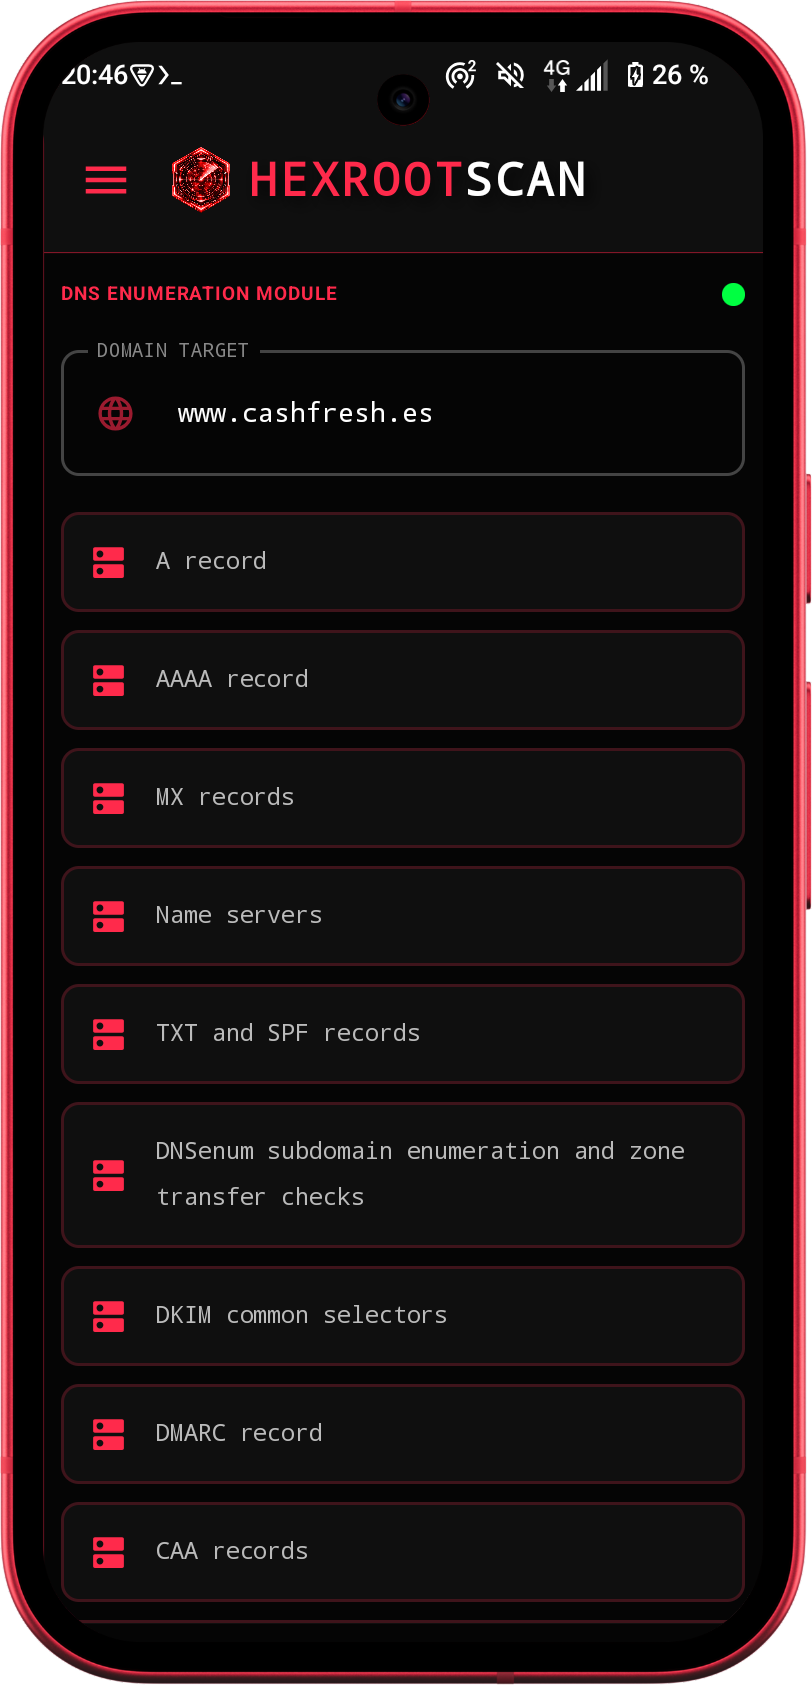 20:46
2
4G
26 %
HEXROOTSCAN
DNS ENUMERATION MODULE
DOMAIN TARGET
www.cashfresh.es
A record
AAAA record
MX records
Name servers
TXT and SPF records
DNSenum subdomain enumeration and zone
transfer checks
DKIM common selectors
DMARC record
CAA records